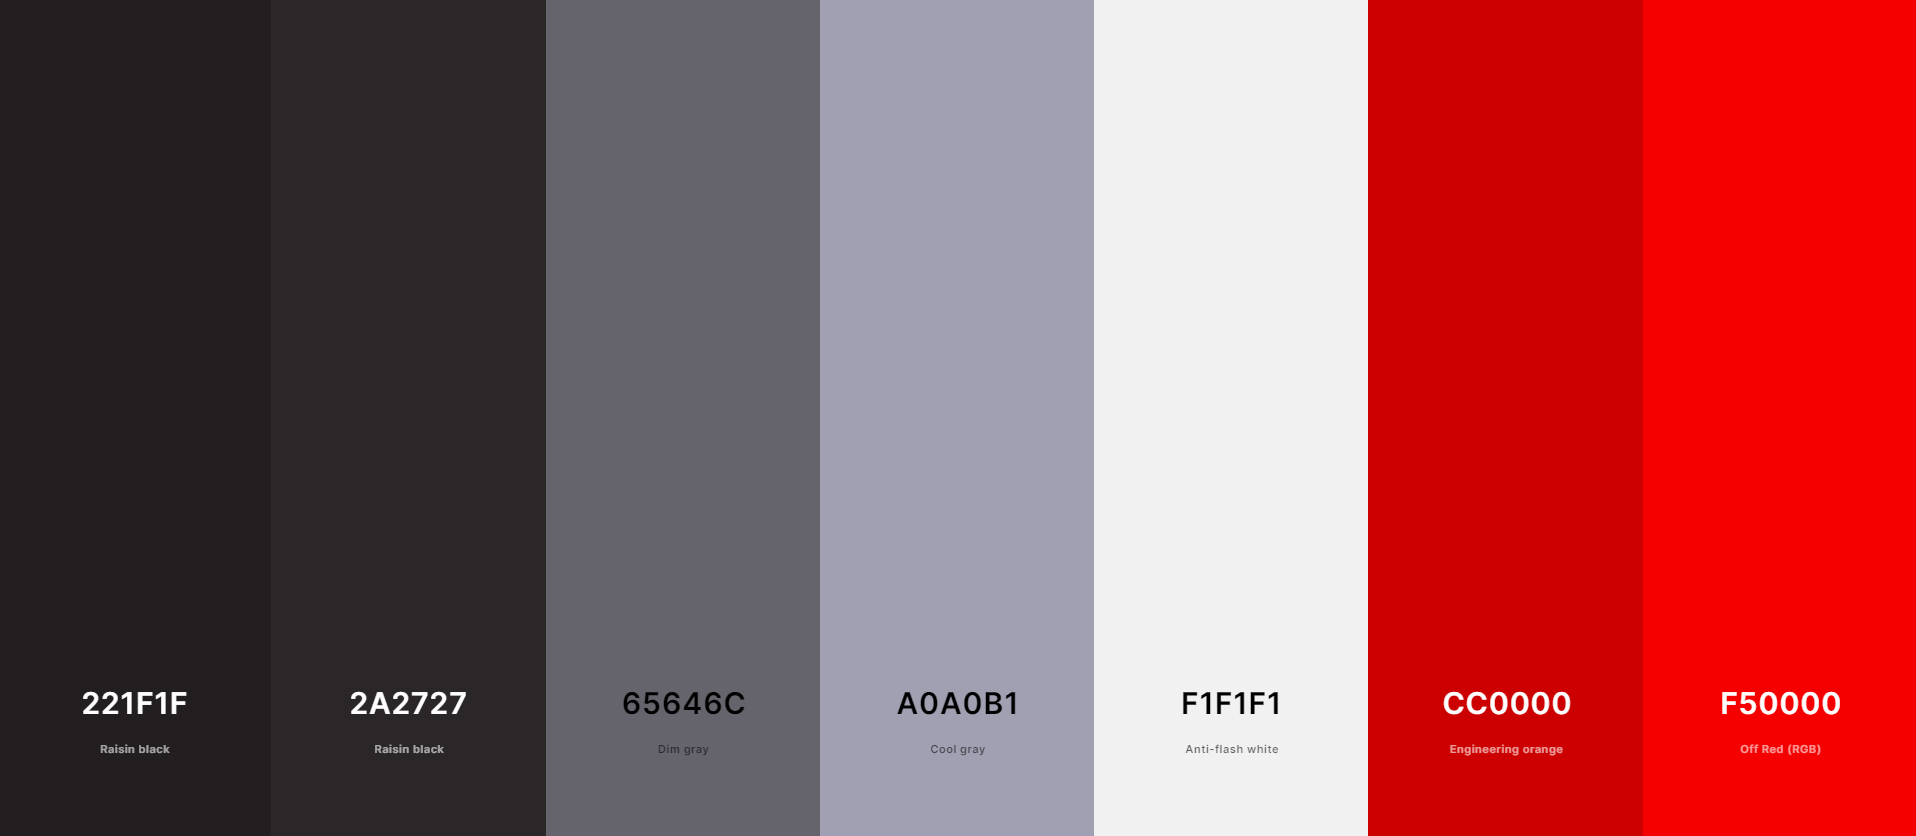 221F1F
Raisin black
2A2727
Raisin black
65646C
Dim gray
A0A0B1
Cool gray
F1F1F1
Anti-flash white
CC0000
Engineering orange
F50000
Off Red (RGB)